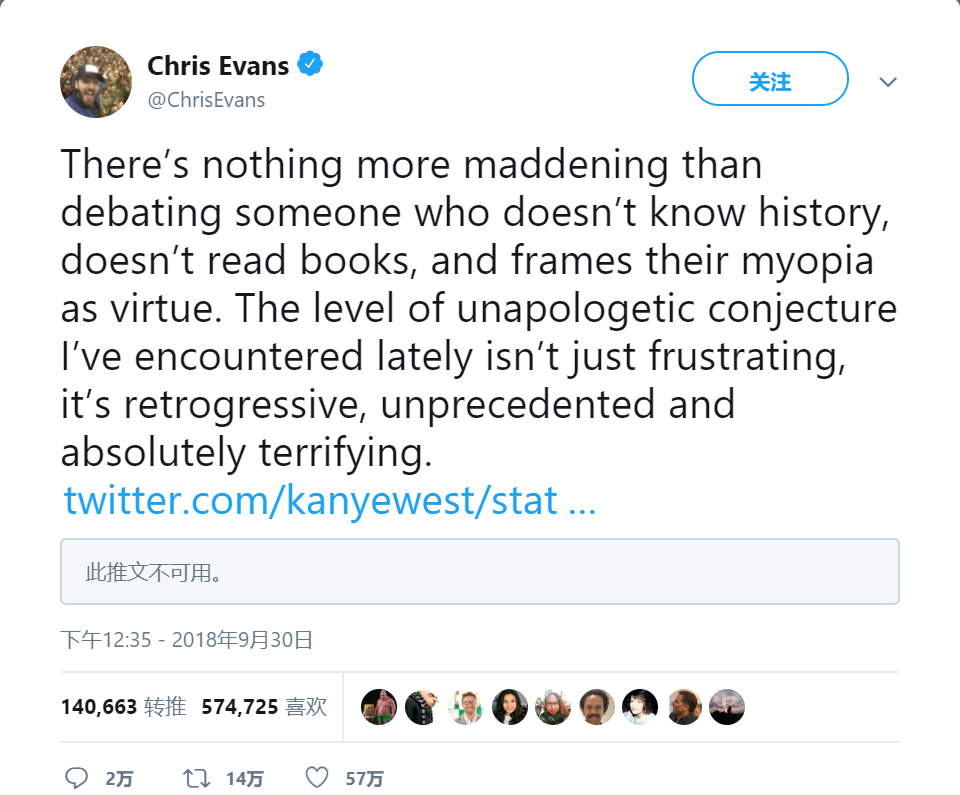 Chris Evans
@ChrisEvans
关注
There’s nothing more maddening than
debating someone who doesn’t know history,
doesn’t read books, and frames their myopia
as virtue. The level of unapologetic conjecture
I’ve encountered lately isn’t just frustrating,
it’s retrogressive, unprecedented and
absolutely terrifying.
twitter.com/kanyewest/stat …
此推文不可用。
下午12:35 - 2018年9月30日
140,663 转推 574,725 喜欢
2万 14万 57万